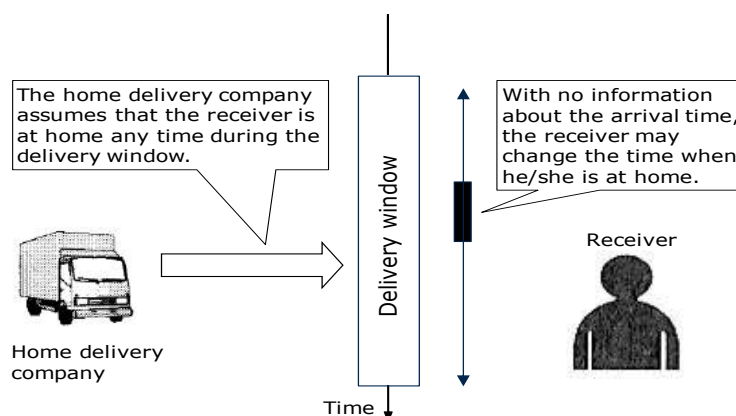 The home delivery company
assumes that the receiver is
at home any time during the
delivery window.
With no information
about the arrival time,
the receiver may
change the time when
he/she is at home.
Delivery window
Receiver
Home delivery
company
Time